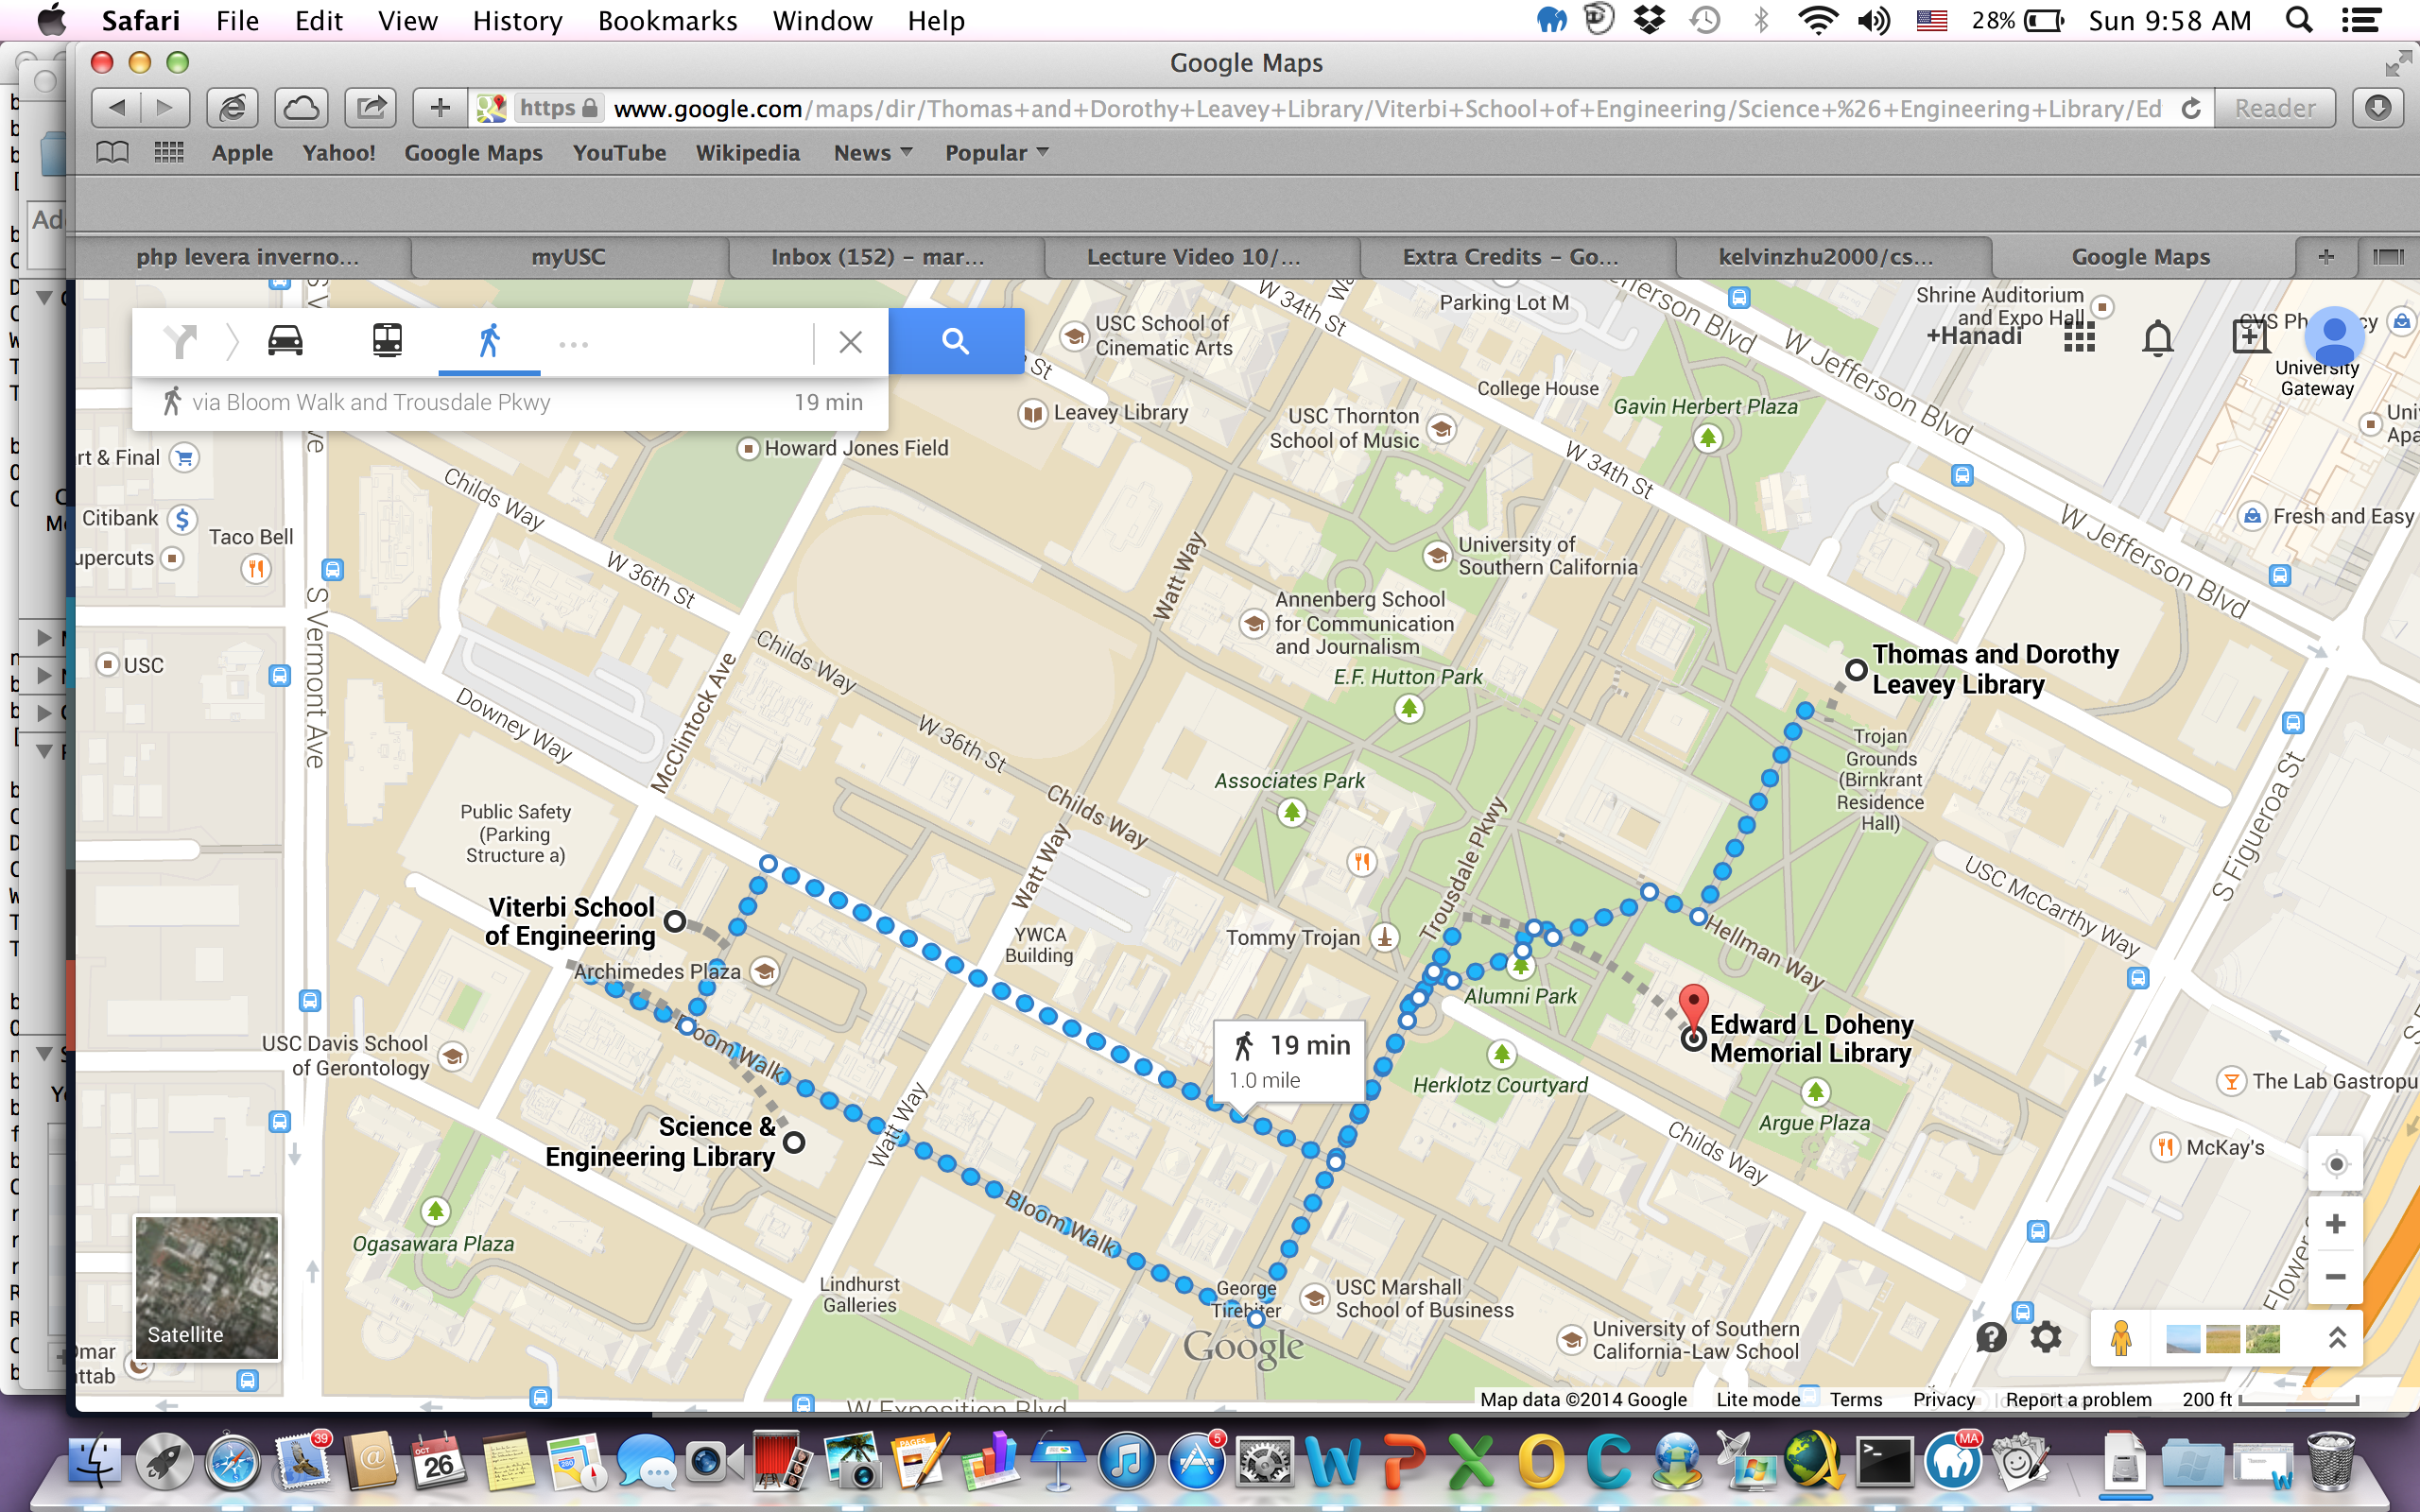 Safari File Edit View History Bookmarks Window Help
28% Sun 9:58 AM
Google Maps
https www.google.com/maps/dir/Thomas+and+Dorothy+Leavey+Library/Viterbi+School+of+Engineering/Science+%26+Engineering+Library/Ed
Reader
Apple Yahoo! Google Maps YouTube Wikipedia News Popular
php levera inverno...
myUSC
Inbox (152) – mar...
Lecture Video 10/...
Extra Credits – Go...
kelvinzhu2000/cs...
Google Maps
via Bloom Walk and Trousdale Pkwy 19 min
+Hanadi
USC School of
Cinematic Arts
W 34th St
Parking Lot M
Jefferson Blvd
W Jefferson Blvd
Shrine Auditorium
and Expo Hall
University
Gateway
College House
Gavin Herbert Plaza
Leavey Library
USC Thornton
School of Music
Howard Jones Field
rt & Final
Citibank
upercuts
Taco Bell
Childs Way
W 36th St
Watt Way
W 34th St
W Jefferson Blvd
Fresh and Easy
University of
Southern California
Annenberg School
for Communication
and Journalism
E.F. Hutton Park
USC
S Vermont Ave
Downey Way
McClintock Ave
Childs Way
W 36th St
Thomas and Dorothy
Leavey Library
Trojan
Grounds
(Birnkrant
Residence
Hall)
Associates Park
Childs Way
Trousdale Pkwy
S Figueroa St
Public Safety
(Parking
Structure a)
Watt Way
USC McCarthy Way
Viterbi School
of Engineering
YWCA
Building
Tommy Trojan
Hellman Way
Archimedes Plaza
Alumni Park
Edward L Doheny
Memorial Library
USC Davis School
of Gerontology
Bloom Walk
19 min
1.0 mile
Herklotz Courtyard
Argue Plaza
The Lab Gastropu
Science &
Engineering Library
Watt Way
Childs Way
McKay's
Bloom Walk
Ogasawara Plaza
Lindhurst
Galleries
George
Tirebiter
USC Marshall
School of Business
University of Southern
California-Law School
Satellite
Google
W Exposition Blvd
Map data ©2014 Google Lite mode Terms Privacy Report a problem 200 ft
39
OCT
26
280
PAGES
5
MA